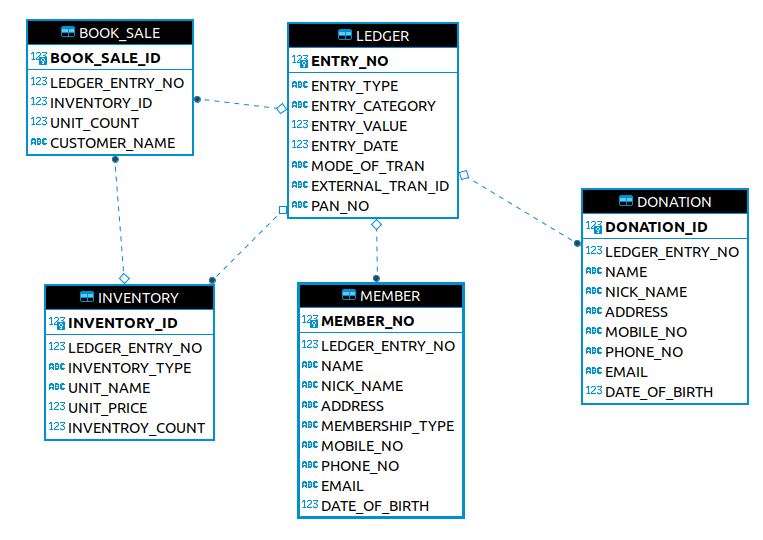 BOOK_SALE
123 BOOK_SALE_ID
123 LEDGER_ENTRY_NO
123 INVENTORY_ID
123 UNIT_COUNT
ABC CUSTOMER_NAME
LEDGER
123 ENTRY_NO
ABC ENTRY_TYPE
ABC ENTRY_CATEGORY
123 ENTRY_VALUE
123 ENTRY_DATE
ABC MODE_OF_TRAN
ABC EXTERNAL_TRAN_ID
ABC PAN_NO
DONATION
123 DONATION_ID
123 LEDGER_ENTRY_NO
ABC NAME
ABC NICK_NAME
ABC ADDRESS
ABC MOBILE_NO
ABC PHONE_NO
ABC EMAIL
123 DATE_OF_BIRTH
INVENTORY
123 INVENTORY_ID
123 LEDGER_ENTRY_NO
ABC INVENTORY_TYPE
ABC UNIT_NAME
123 UNIT_PRICE
123 INVENTROY_COUNT
MEMBER
123 MEMBER_NO
123 LEDGER_ENTRY_NO
ABC NAME
ABC NICK_NAME
ABC ADDRESS
ABC MEMBERSHIP_TYPE
ABC MOBILE_NO
ABC PHONE_NO
ABC EMAIL
123 DATE_OF_BIRTH